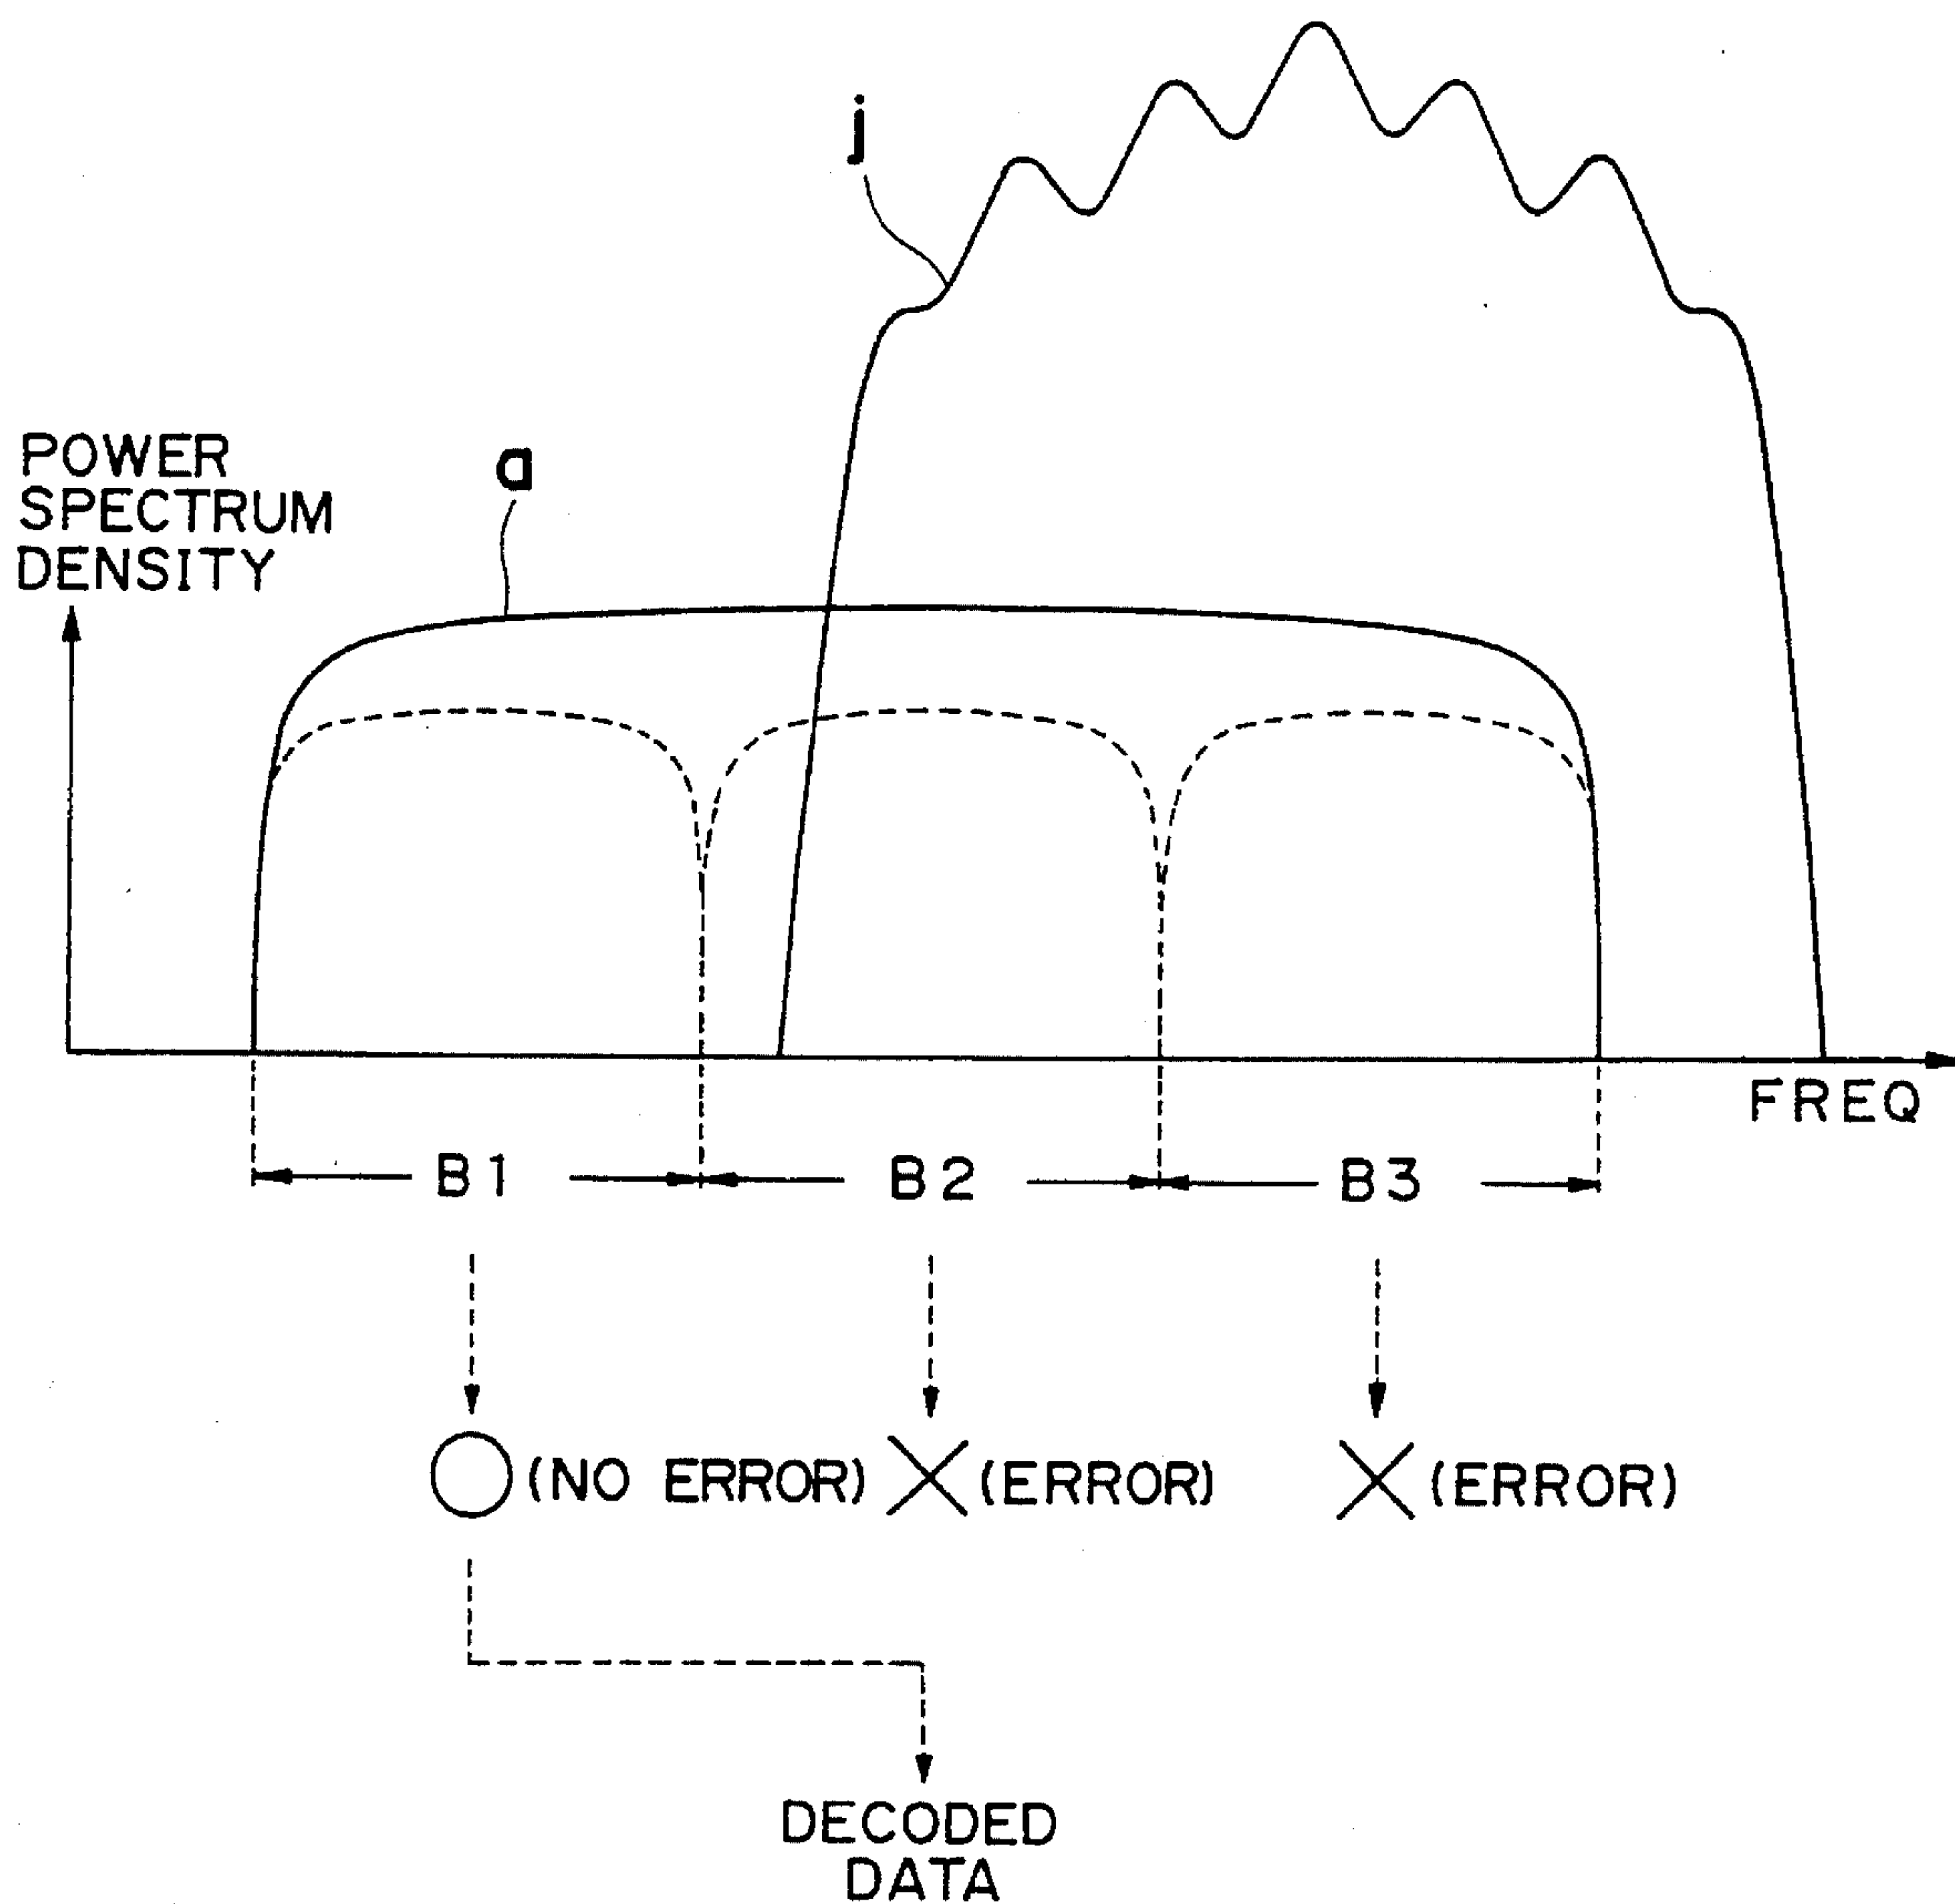 j
a
POWER
SPECTRUM
DENSITY
FREQ
B1 B2 B3
(NO ERROR) (ERROR) (ERROR)
DECODED
DATA